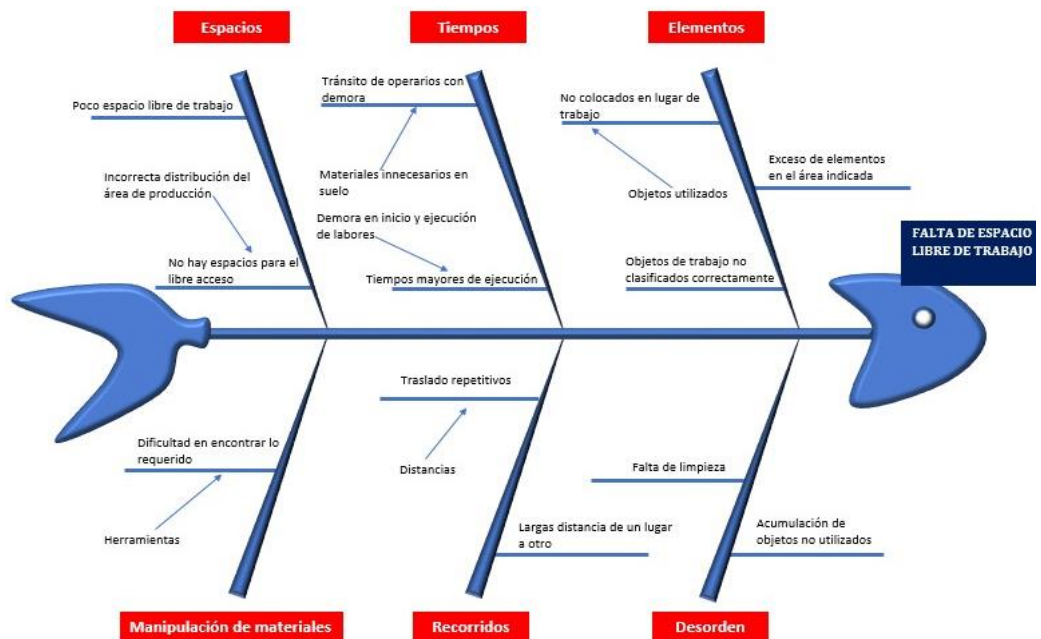 Espacios
Tiempos
Elementos
Poco espacio libre de trabajo
Incorrecta distribución del
área de producción
No hay espacios para el
libre acceso
Tránsito de operarios con
demora
Materiales innecesarios en
suelo
Demora en inicio y ejecución
de labores
Tiempos mayores de ejecución
No colocados en lugar de
trabajo
Objetos utilizados
Exceso de elementos
en el área indicada
Objetos de trabajo no
clasificados correctamente
FALTA DE ESPACIO
LIBRE DE TRABAJO
Dificultad en encontrar lo
requerido
Herramientas
Traslado repetitivos
Distancias
Largas distancia de un lugar
a otro
Falta de limpieza
Acumulación de
objetos no utilizados
Manipulación de materiales
Recorridos
Desorden